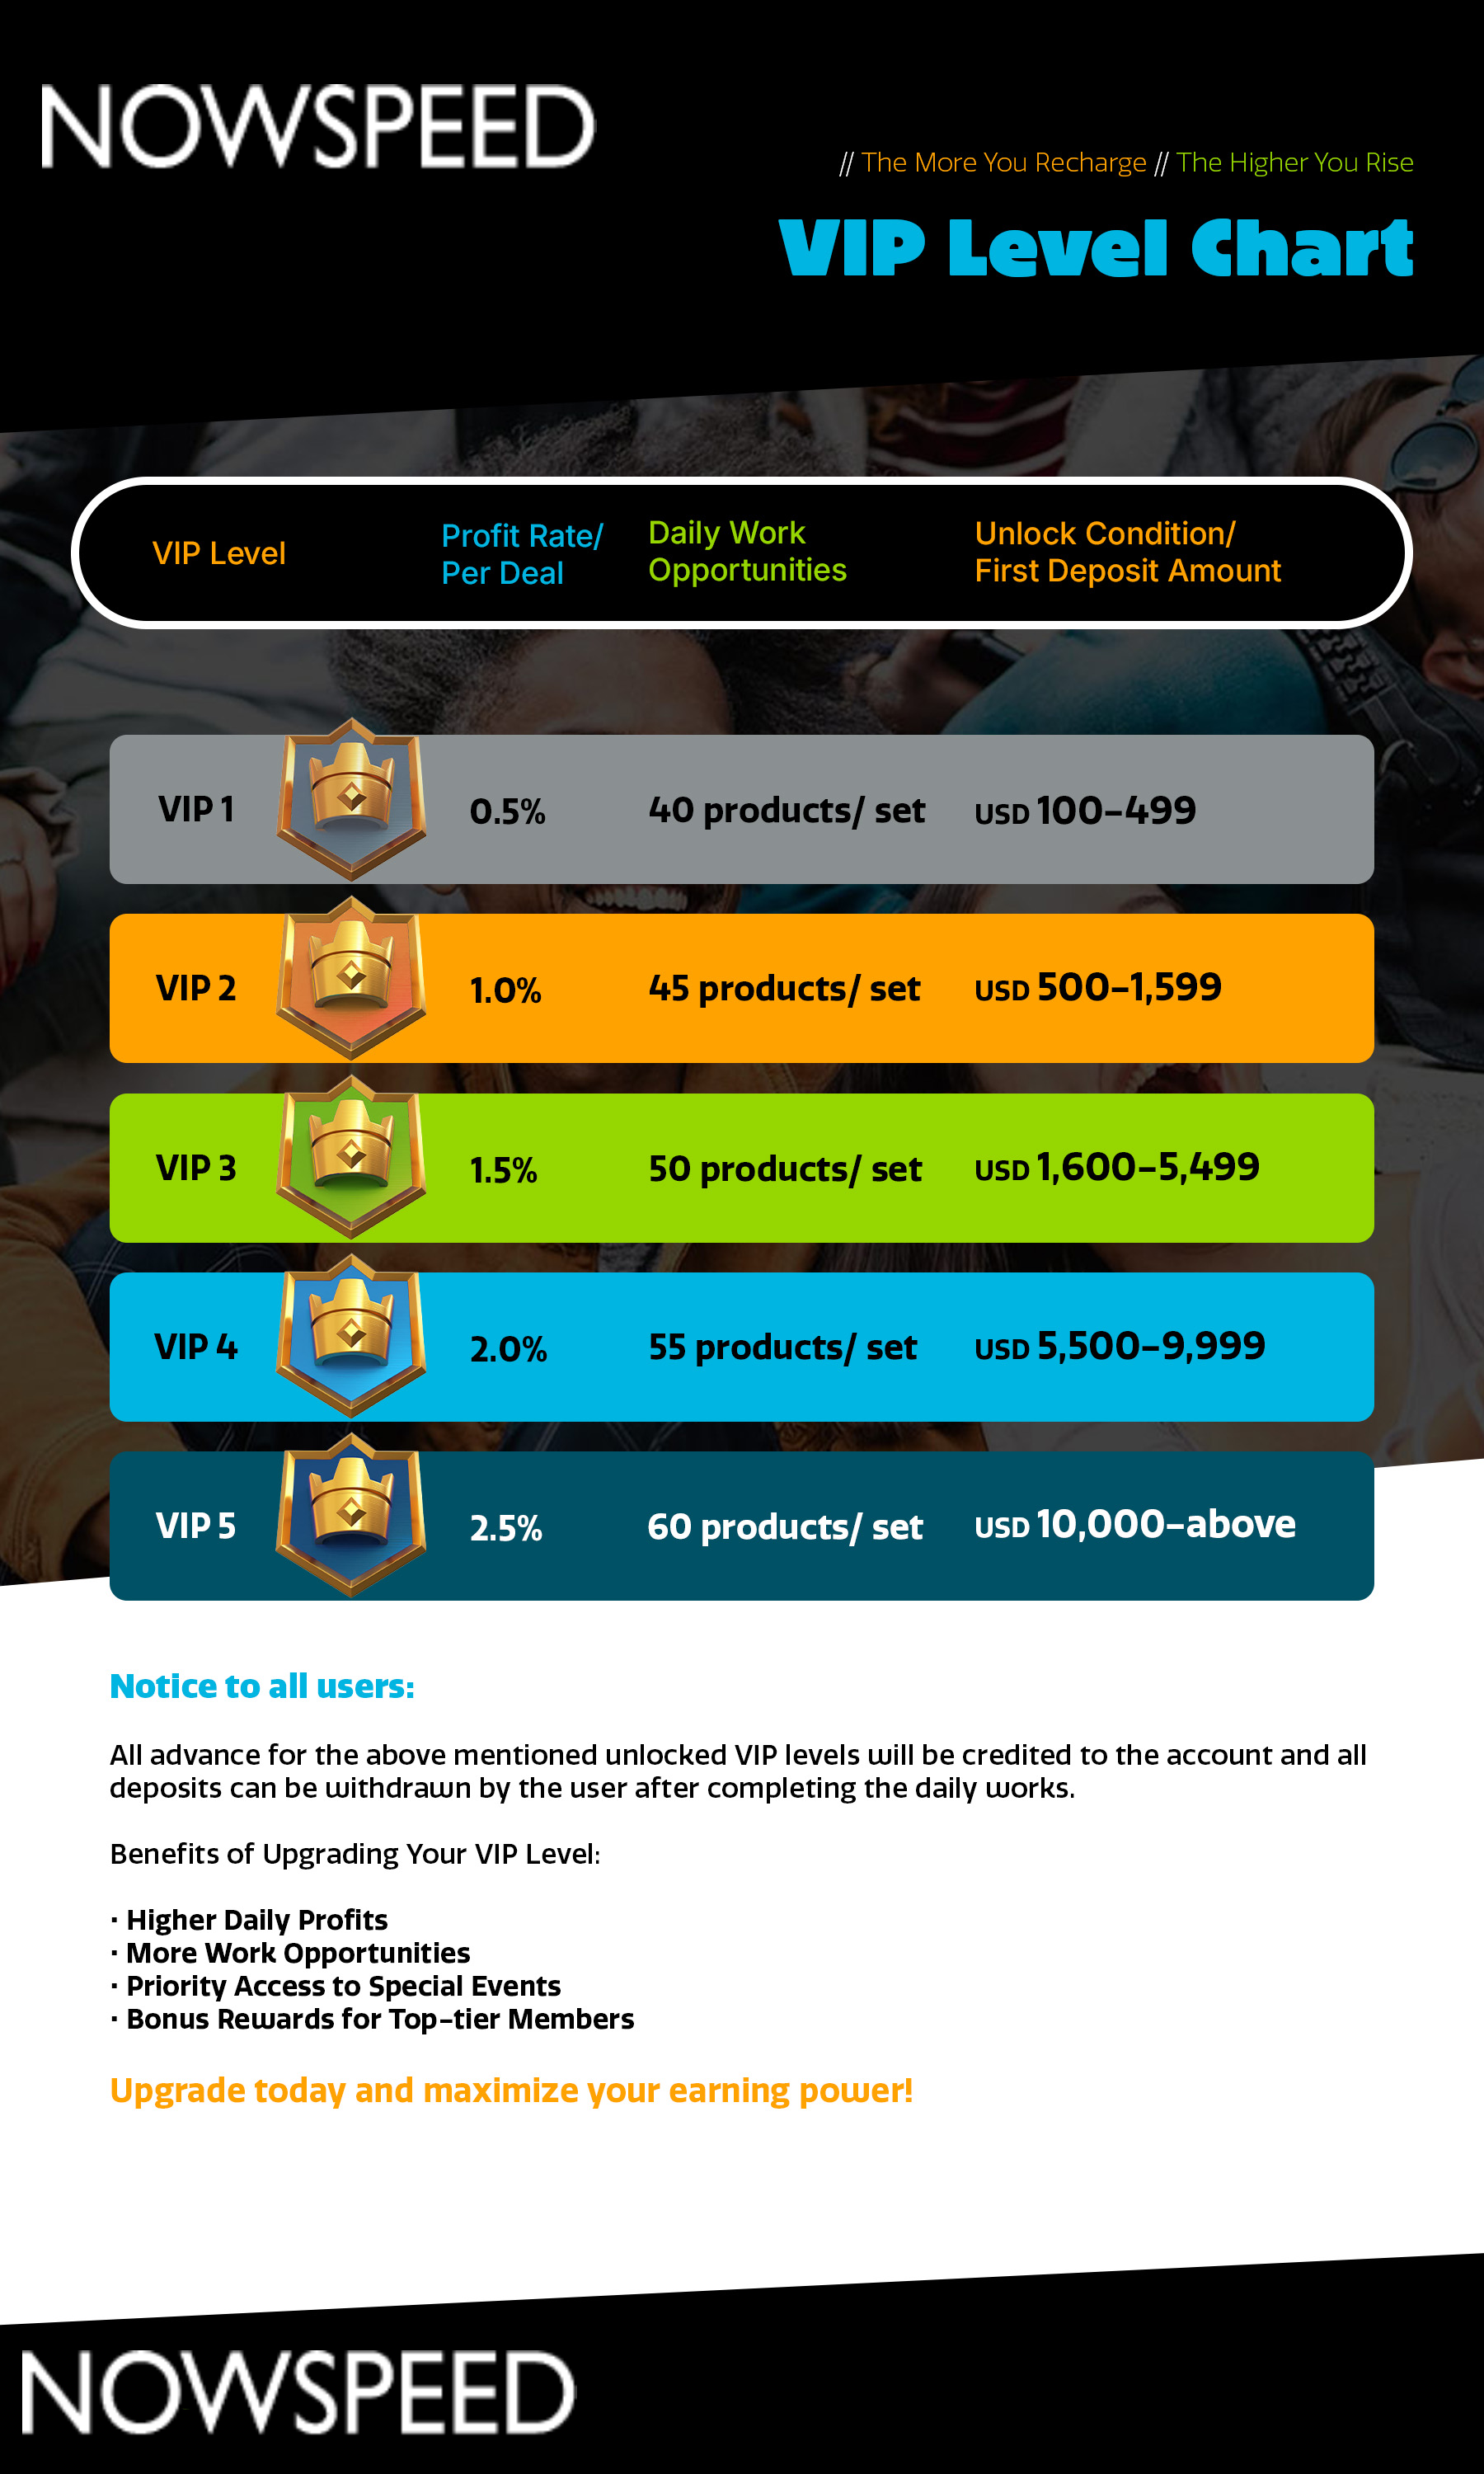 NOWSPEED
// The More You Recharge // The Higher You Rise
VIP Level Chart
VIP Level
Profit Rate/
Per Deal
Daily Work
Opportunities
Unlock Condition/
First Deposit Amount
VIP 1 0.5% 40 products/ set USD 100-499
VIP 2 1.0% 45 products/ set USD 500-1,599
VIP 3 1.5% 50 products/ set USD 1,600-5,499
VIP 4 2.0% 55 products/ set USD 5,500-9,999
VIP 5 2.5% 60 products/ set USD 10,000-above
Notice to all users:
All advance for the above mentioned unlocked VIP levels will be credited to the account and all
deposits can be withdrawn by the user after completing the daily works.
Benefits of Upgrading Your VIP Level:
· Higher Daily Profits
· More Work Opportunities
· Priority Access to Special Events
· Bonus Rewards for Top-tier Members
Upgrade today and maximize your earning power!
NOWSPEED